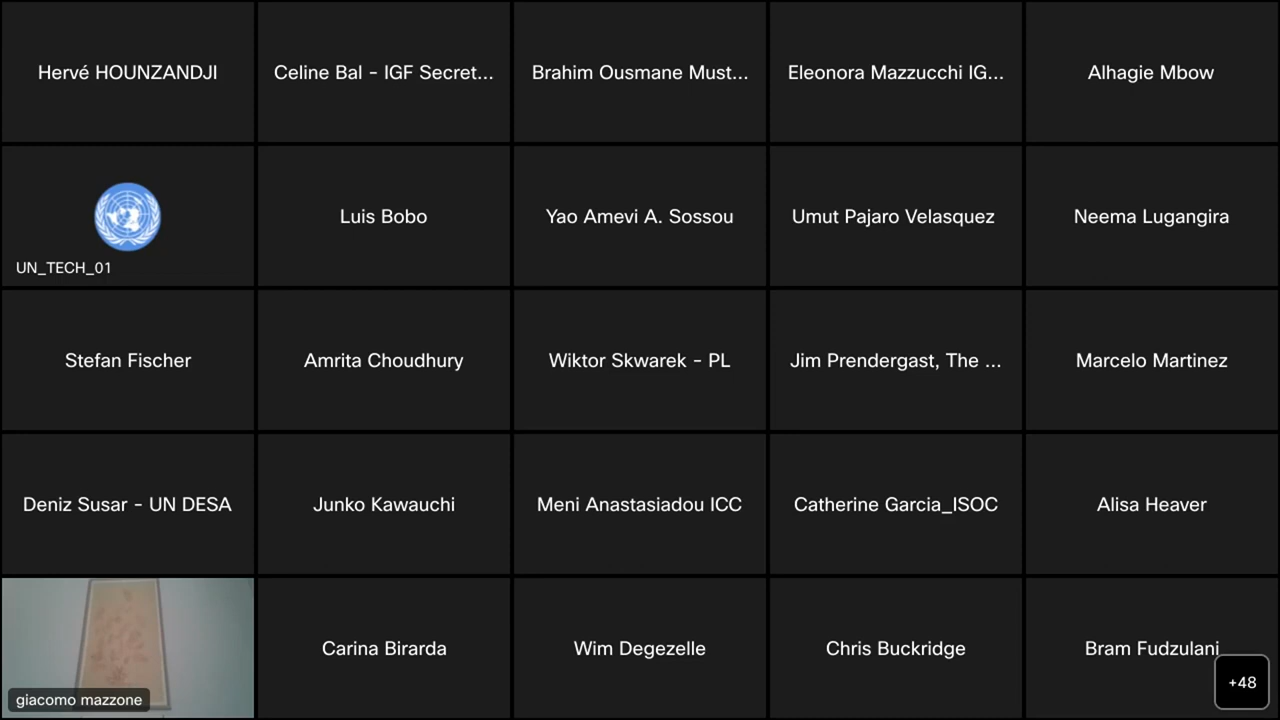 Hervé HOUNZANDJI
Celine Bal - IGF Secret...
Brahim Ousmane Must...
Eleonora Mazzucchi IG...
Alhagie Mbow
UN_TECH_01
Luis Bobo
Yao Amevi A. Sossou
Umut Pajaro Velasquez
Neema Lugangira
Stefan Fischer
Amrita Choudhury
Wiktor Skwarek - PL
Jim Prendergast, The ...
Marcelo Martinez
Deniz Susar - UN DESA
Junko Kawauchi
Meni Anastasiadou ICC
Catherine Garcia_ISOC
Alisa Heaver
giacomo mazzone
Carina Birarda
Wim Degezelle
Chris Buckridge
Bram Fudzulani
+48